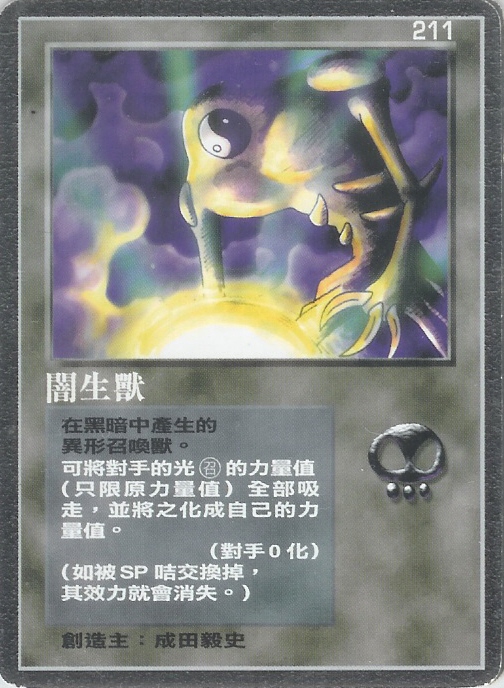 211
闇生獸
在黑暗中產生的
異形召喚獸。
可將對手的光㊂的力量值
(只限原力量值) 全部吸
走，並將之化成自己的力
量值。
(對手0化)
(如被SP咭交換掉，
其效力就會消失。)
創造主：成田毅史